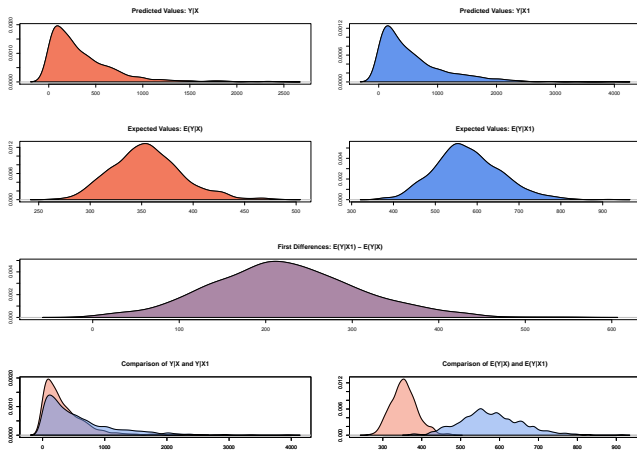 Predicted Values: Y|X
0.0000 0.0010 0.0020
0 500 1000 1500 2000 2500
Predicted Values: Y|X1
0.0000 0.0006 0.0012
0 1000 2000 3000 4000
Expected Values: E(Y|X)
0.000 0.006 0.012
250 300 350 400 450 500
Expected Values: E(Y|X1)
0.000 0.002 0.004
300 400 500 600 700 800 900
First Differences: E(Y|X1) − E(Y|X)
0.000 0.002 0.004
0 100 200 300 400 500 600
Comparison of Y|X and Y|X1
0.0000 0.0010 0.0020
0 1000 2000 3000 4000
Comparison of E(Y|X) and E(Y|X1)
0.000 0.006 0.012
300 400 500 600 700 800 900